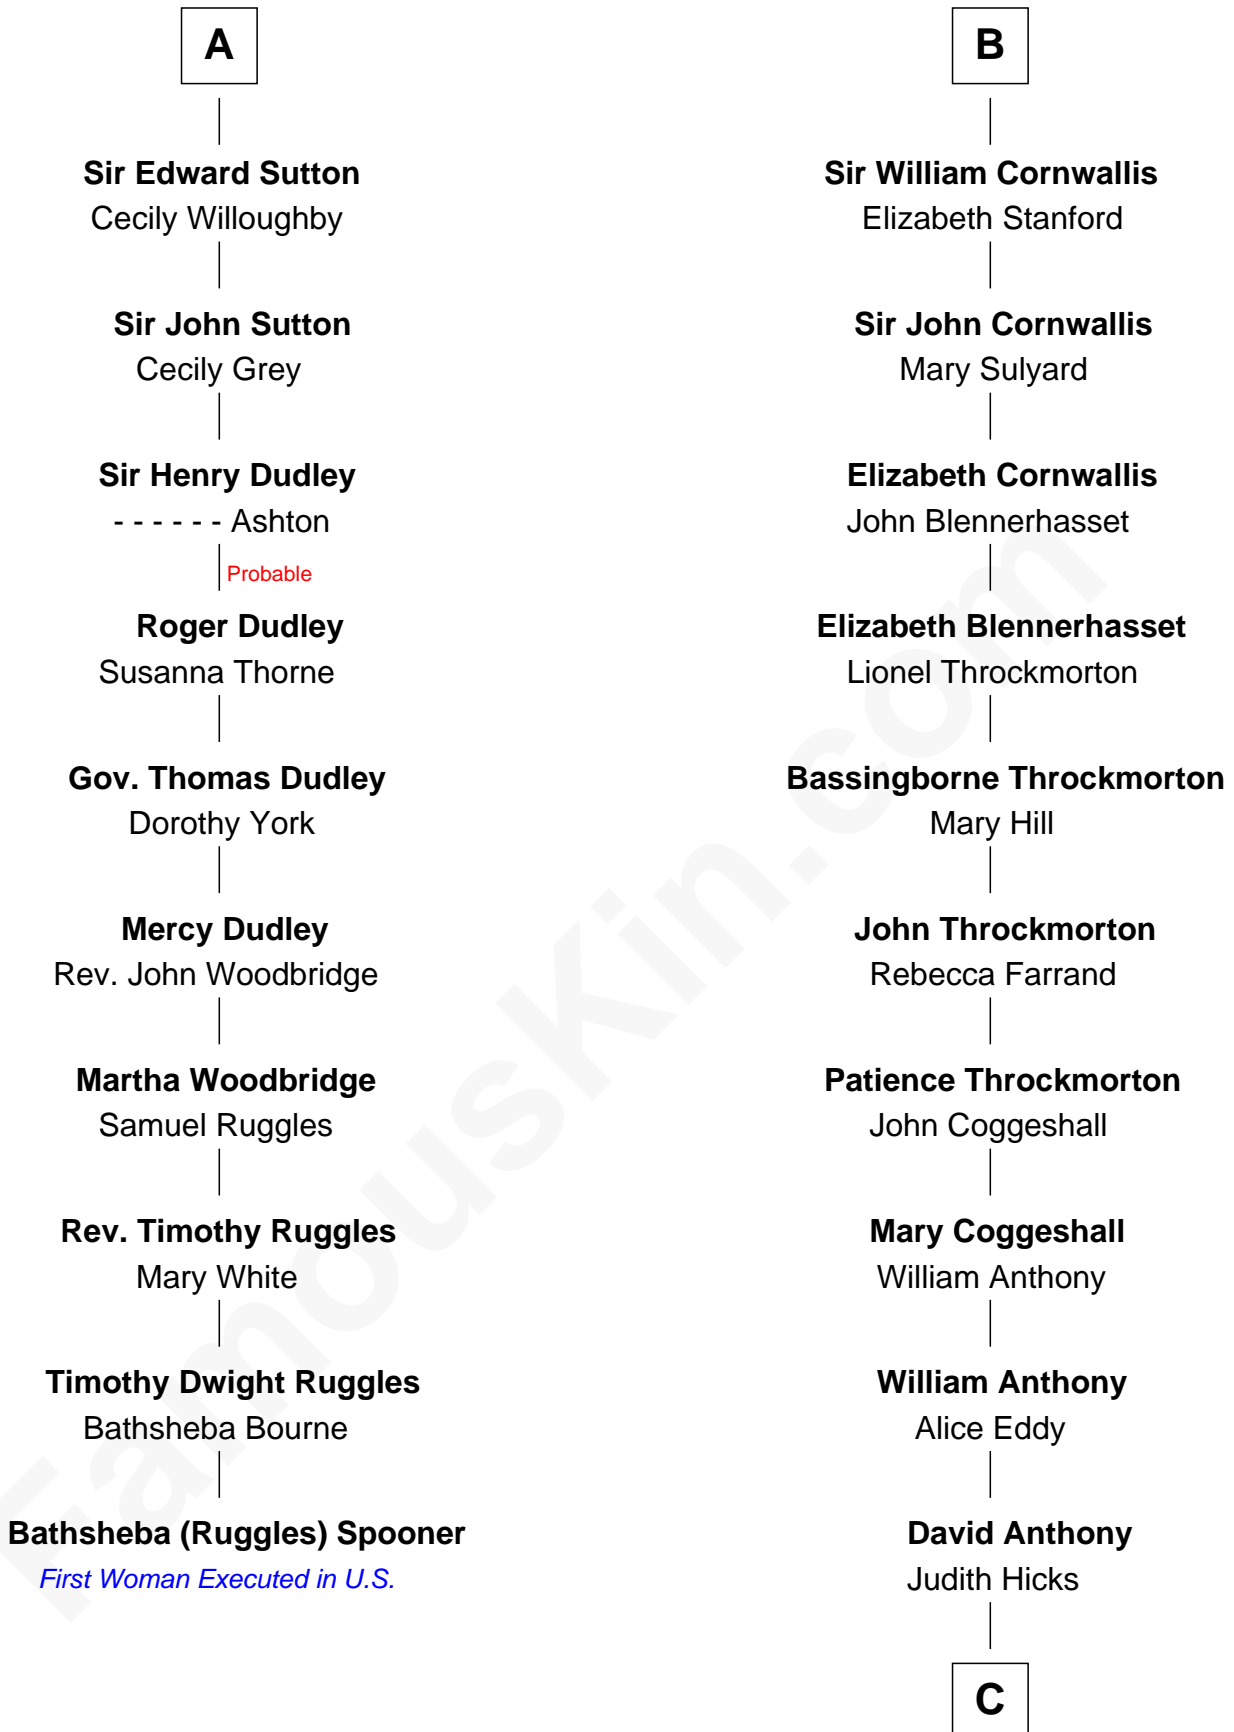 A
Sir Edward Sutton
Cecily Willoughby
Sir John Sutton
Cecily Grey
Sir Henry Dudley
- - - - - - Ashton
Probable
Roger Dudley
Susanna Thorne
Gov. Thomas Dudley
Dorothy York
Mercy Dudley
Rev. John Woodbridge
Martha Woodbridge
Samuel Ruggles
Rev. Timothy Ruggles
Mary White
Timothy Dwight Ruggles
Bathsheba Bourne
Bathsheba (Ruggles) Spooner
First Woman Executed in U.S.
B
Sir William Cornwallis
Elizabeth Stanford
Sir John Cornwallis
Mary Sulyard
Elizabeth Cornwallis
John Blennerhasset
Elizabeth Blennerhasset
Lionel Throckmorton
Bassingborne Throckmorton
Mary Hill
John Throckmorton
Rebecca Farrand
Patience Throckmorton
John Coggeshall
Mary Coggeshall
William Anthony
William Anthony
Alice Eddy
David Anthony
Judith Hicks
C
FamousKin.com